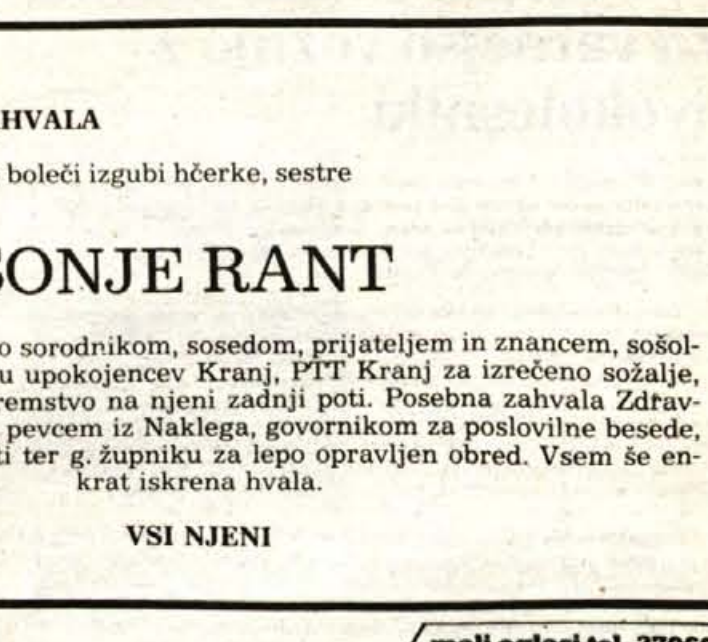 HVALA
boleči izgubi hčerke, sestre
SONJE RANT
sorodnikom, sosedom, prijateljem in znancem, sošol-
upokojencev Kranj, PTT Kranj za izrečeno sožalje,
remstvo na njeni zadnji poti. Posebna zahvala Zdrav-
pevcem iz Naklega, govornikom za poslovilne besede,
ti ter g. župniku za lepo opravljen obred. Vsem še en-
krat iskrena hvala.
VSI NJENI
mali oglasi tel.